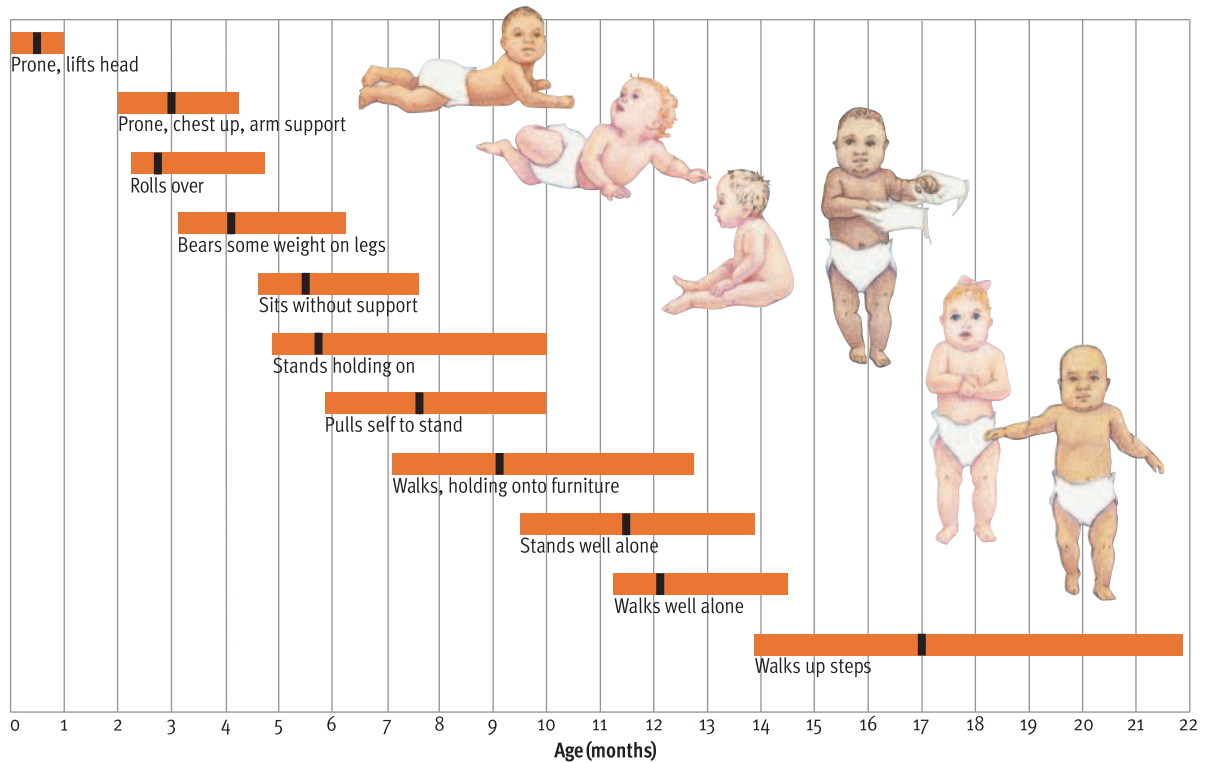 Prone, lifts head
Prone, chest up, arm support
Rolls over
Bears some weight on legs
Sits without support
Stands holding on
Pulls self to stand
Walks, holding onto furniture
Stands well alone
Walks well alone
Walks up steps
0 1 2 3 4 5 6 7 8 9 10 11 12 13 14 15 16 17 18 19 20 21 22
Age (months)